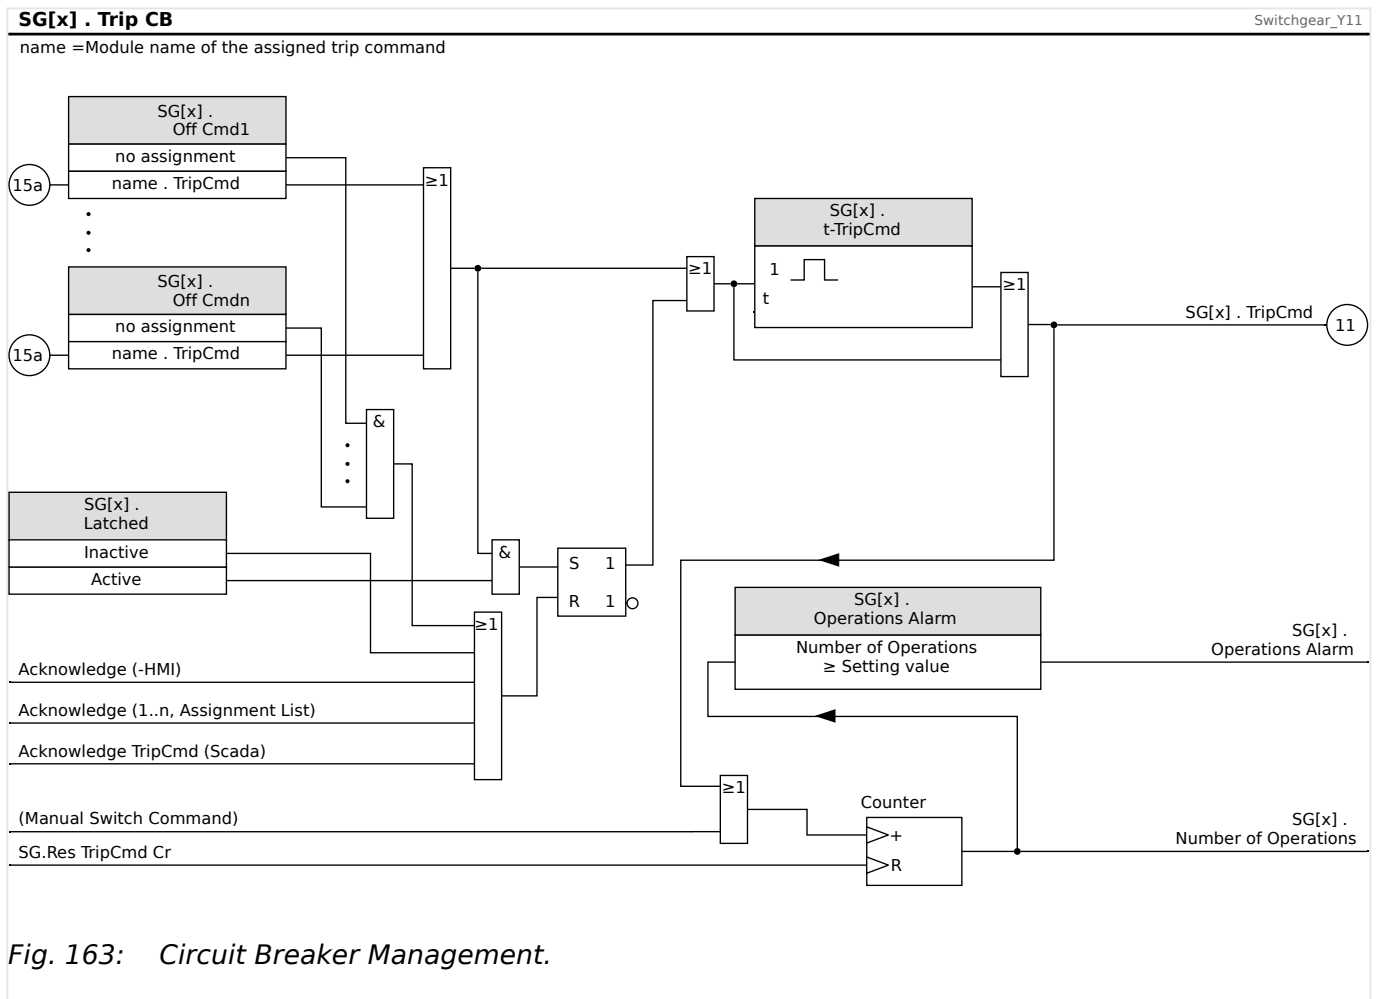 SG[x] . Trip CB
Switchgear_Y11
name =Module name of the assigned trip command
SG[x] .
Off Cmd1
no assignment
15a
name . TripCmd
SG[x] .
Off Cmdn
no assignment
15a
name . TripCmd
≥1
≥1
SG[x] .
t-TripCmd
1
t
≥1
SG[x] . TripCmd
11
&
SG[x] .
Latched
Inactive
Active
&
S 1
R 1
≥1
Acknowledge (-HMI)
Acknowledge (1..n, Assignment List)
Acknowledge TripCmd (Scada)
SG[x] .
Operations Alarm
Number of Operations
≥ Setting value
SG[x] .
Operations Alarm
(Manual Switch Command)
SG.Res TripCmd Cr
≥1
Counter
+
R
SG[x] .
Number of Operations
Fig. 163: Circuit Breaker Management.